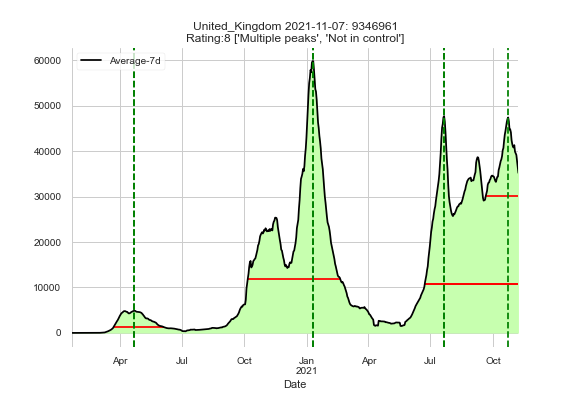 United_Kingdom 2021-11-07: 9346961
Rating:8 ['Multiple peaks', 'Not in control']
Average-7d
60000
50000
40000
30000
20000
10000
0
Apr Jul Oct Jan Apr Jul Oct
2021
Date